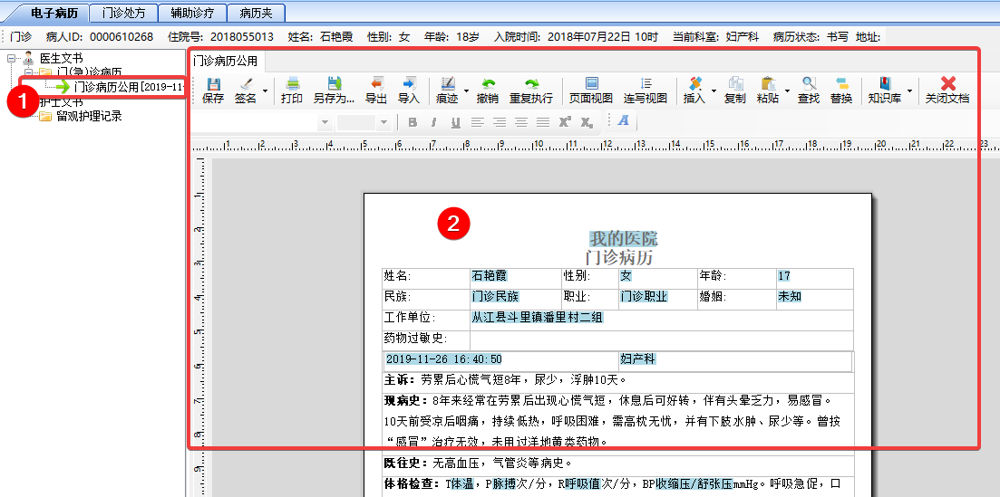 电子病历 门诊处方 辅助诊疗 病历夹
门诊 病人ID: 0000610268 住院号: 2018055013 姓名: 石艳霞 性别: 女 年龄: 18岁 入院时间: 2018年07月22日 10时 当前科室: 妇产科 病历状态: 书写 地址:
医生文书
门(急)诊病历
1 门诊病历公用[2019-11
护士文书
留观护理记录
门诊病历公用
保存 签名 打印 另存为... 导出 导入 痕迹 撤销 重复执行 页面视图 连写视图 插入 复制 粘贴 查找 替换 知识库 关闭文档
B I U X² X₂ A
1 2 3 4 5 6 7 8 9 10 11 12 13 14 15 16 17 18 19 20 21 22 23
1
2
3
4
5
6
7
8
9
2
我的医院
门诊病历
姓名: 石艳霞 性别: 女 年龄: 17
民族: 门诊民族 职业: 门诊职业 婚姻: 未知
工作单位: 从江县斗里镇潘里村二组
药物过敏史:
2019-11-26 16:40:50 妇产科
主诉：劳累后心慌气短8年，尿少，浮肿10天。
现病史：8年来经常在劳累后出现心慌气短，休息后可好转，伴有头晕乏力，易感冒。
10天前受凉后咽痛，持续低热，呼吸困难，需高枕无忧，并有下肢水肿、尿少等。曾按
“感冒”治疗无效，未用过洋地黄类药物。
既往史：无高血压，气管炎等病史。
体格检查：T体温，P脉搏次/分，R呼吸值次/分，BP收缩压/舒张压mmHg。呼吸急促，口